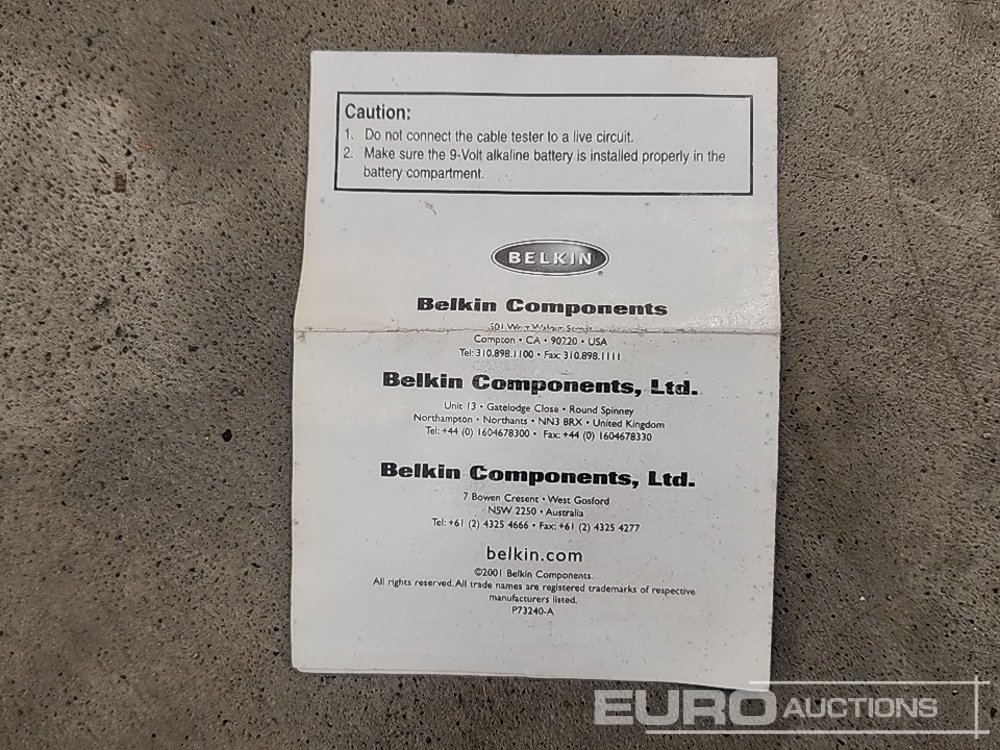 Caution:
1. Do not connect the cable tester to a live circuit.
2. Make sure the 9-Volt alkaline battery is installed properly in the
battery compartment.
BELKIN®
Belkin Components
501 West Walnut Street
Compton • CA • 90220 • USA
Tel: 310.898.1100 • Fax: 310.898.1111
Belkin Components, Ltd.
Unit 13 • Gatelodge Close • Round Spinney
Northampton • Northants • NN3 8RX • United Kingdom
Tel: +44 (0) 1604678300 • Fax: +44 (0) 1604678330
Belkin Components, Ltd.
7 Bowen Cresent • West Gosford
NSW 2250 • Australia
Tel: +61 (2) 4325 4666 • Fax: +61 (2) 4325 4277
belkin.com
©2001 Belkin Components.
All rights reserved. All trade names are registered trademarks of respective
manufacturers listed.
P73240-A
EURO AUCTIONS